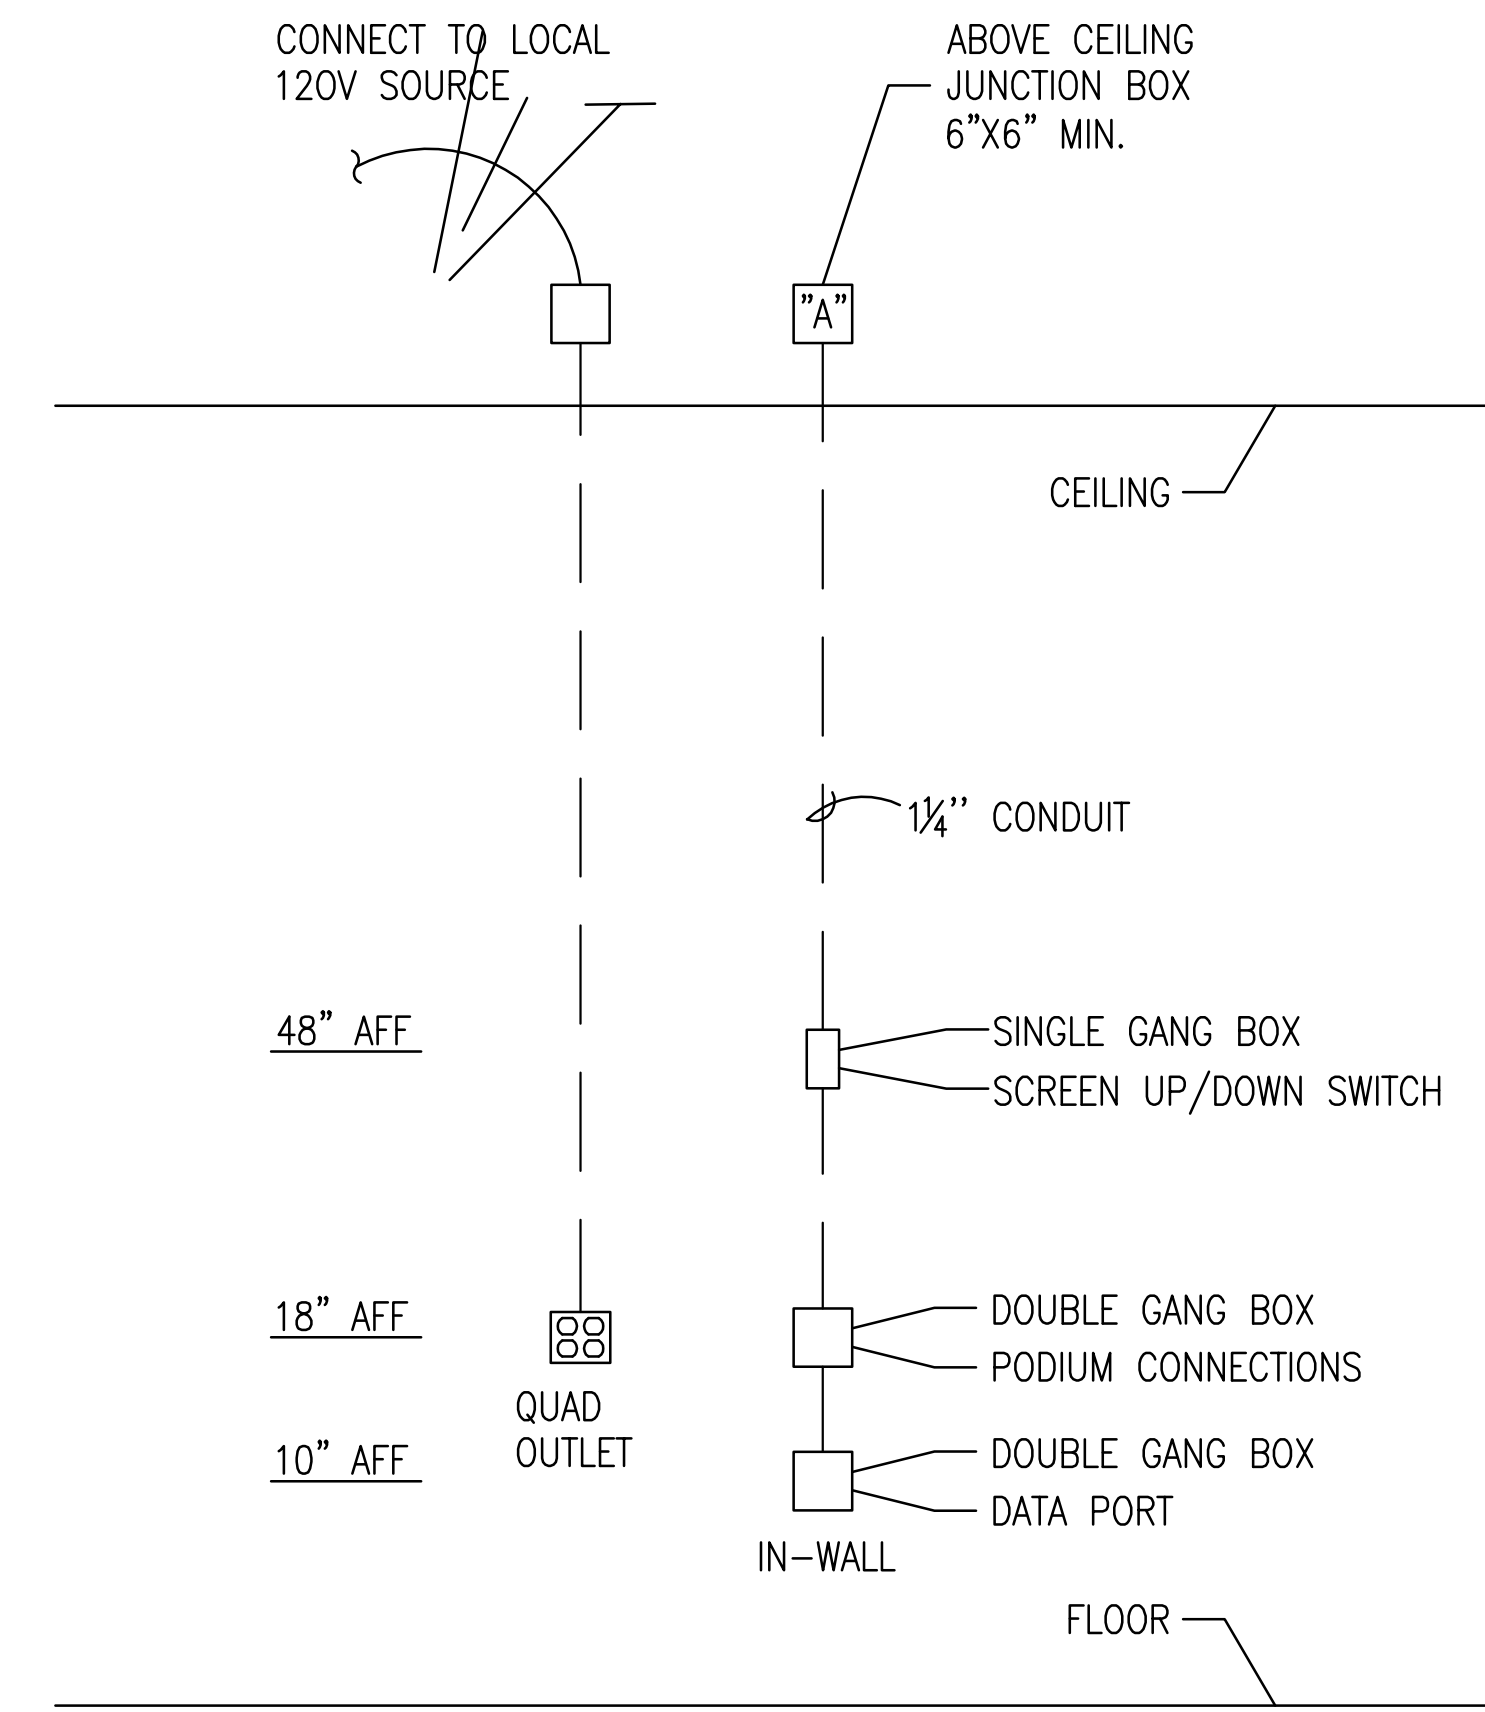 CONNECT TO LOCAL
120V SOURCE
ABOVE CEILING
JUNCTION BOX
6"X6" MIN.
"A"
CEILING
1¼'' CONDUIT
48" AFF
SINGLE GANG BOX
SCREEN UP/DOWN SWITCH
18" AFF
DOUBLE GANG BOX
PODIUM CONNECTIONS
QUAD
OUTLET
10" AFF
DOUBLE GANG BOX
DATA PORT
IN-WALL
FLOOR